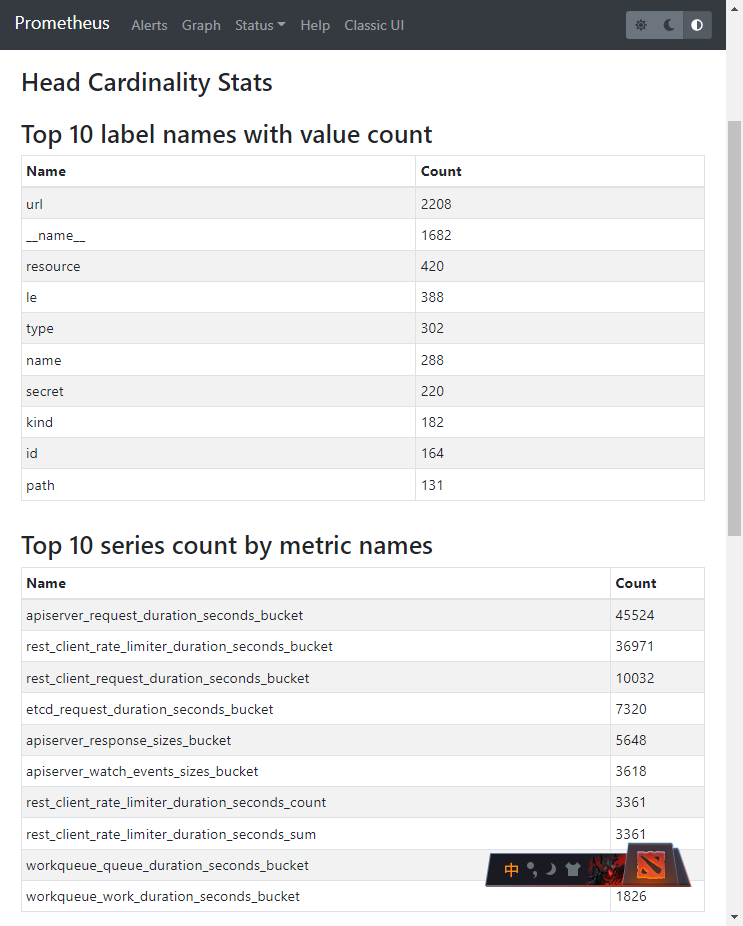 Prometheus Alerts Graph Status Help Classic UI
Head Cardinality Stats
Top 10 label names with value count
Name Count
url 2208
__name__ 1682
resource 420
le 388
type 302
name 288
secret 220
kind 182
id 164
path 131
Top 10 series count by metric names
Name Count
apiserver_request_duration_seconds_bucket 45524
rest_client_rate_limiter_duration_seconds_bucket 36971
rest_client_request_duration_seconds_bucket 10032
etcd_request_duration_seconds_bucket 7320
apiserver_response_sizes_bucket 5648
apiserver_watch_events_sizes_bucket 3618
rest_client_rate_limiter_duration_seconds_count 3361
rest_client_rate_limiter_duration_seconds_sum 3361
workqueue_queue_duration_seconds_bucket
中
workqueue_work_duration_seconds_bucket 1826